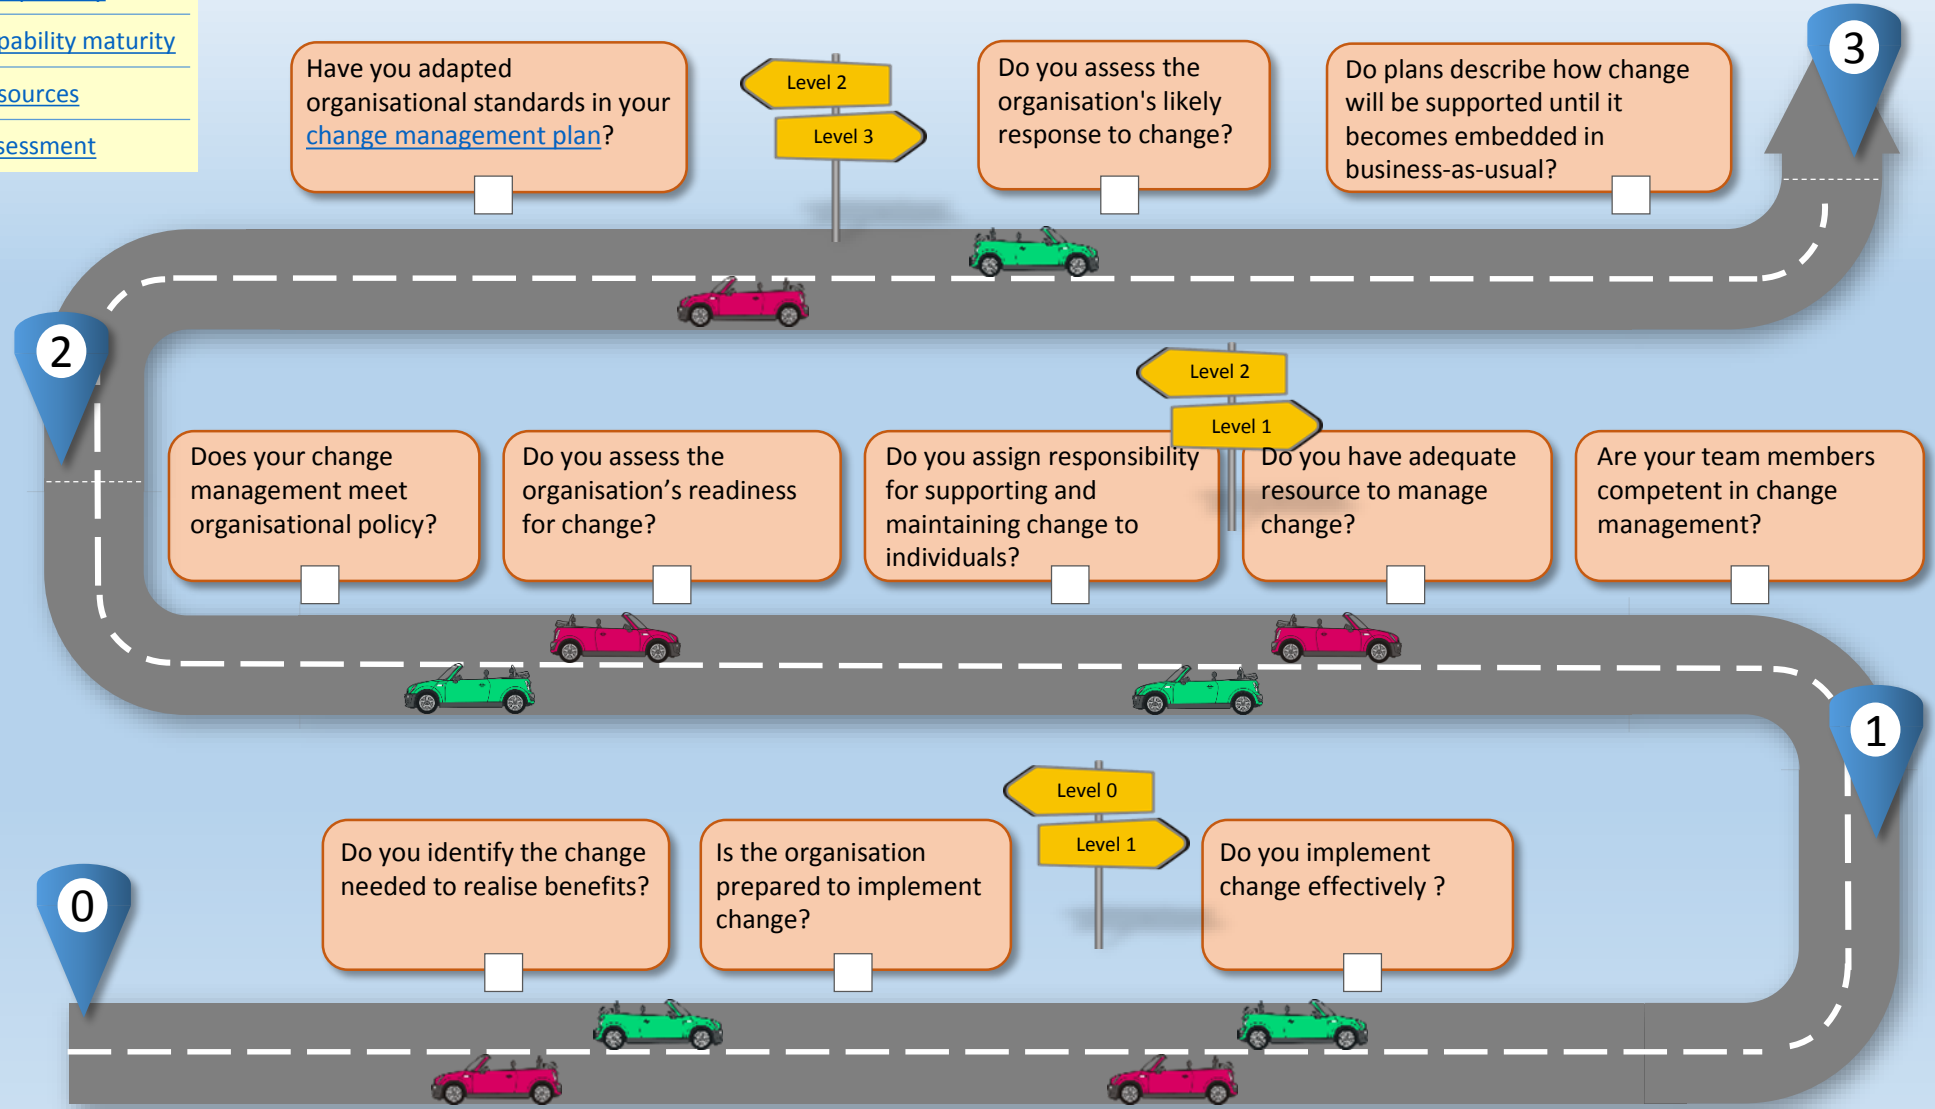 pability maturity
sources
sessment
Have you adapted
organisational standards in your
change management plan?
Level 2
Level 3
Do you assess the
organisation's likely
response to change?
Do plans describe how change
will be supported until it
becomes embedded in
business-as-usual?
3
2
Level 2
Level 1
Does your change
management meet
organisational policy?
Do you assess the
organisation’s readiness
for change?
Do you assign responsibility
for supporting and
maintaining change to
individuals?
Do you have adequate
resource to manage
change?
Are your team members
competent in change
management?
1
Level 0
Level 1
Do you identify the change
needed to realise benefits?
Is the organisation
prepared to implement
change?
Do you implement
change effectively ?
0